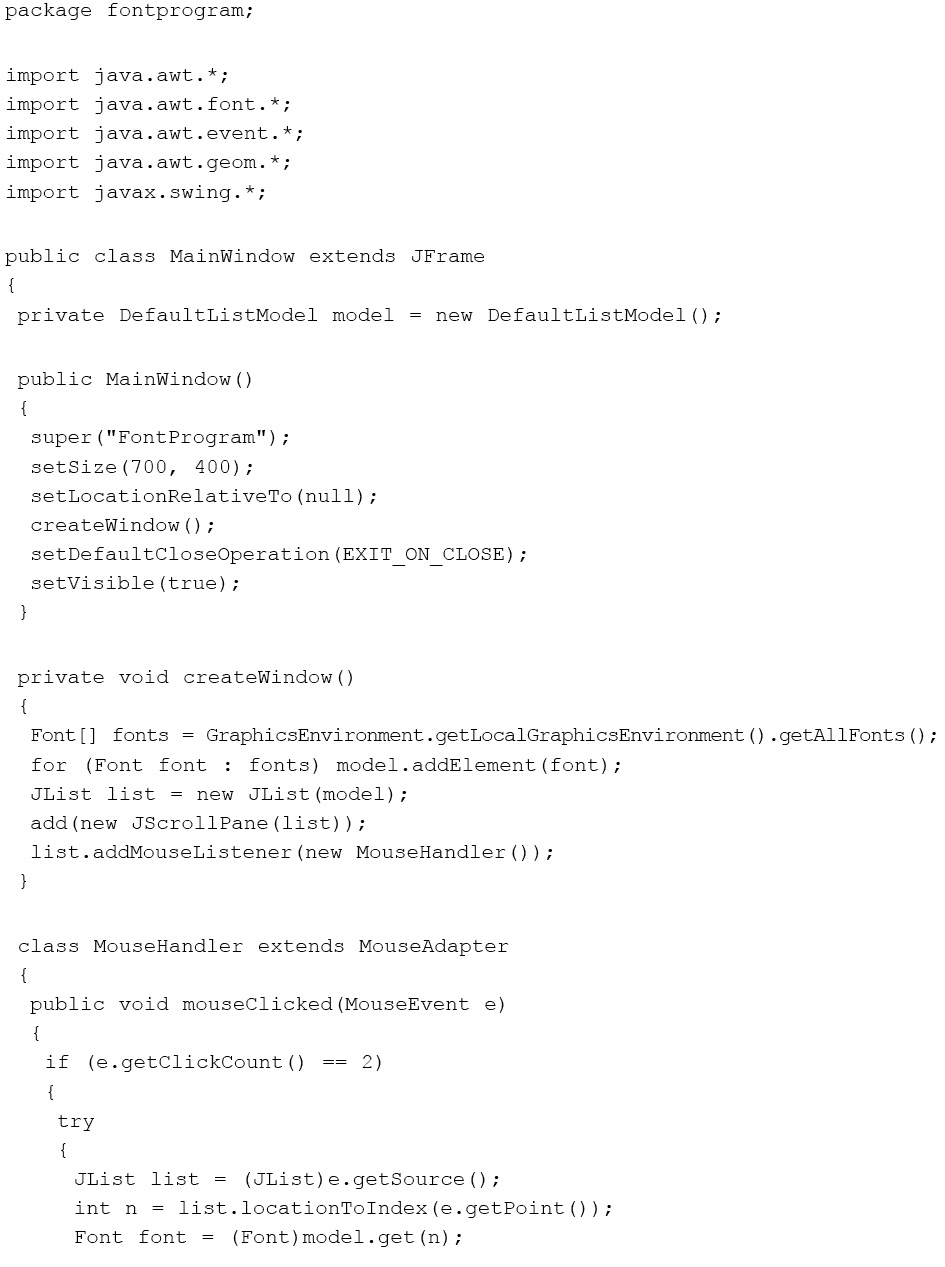 package fontprogram;

import java.awt.*;
import java.awt.font.*;
import java.awt.event.*;
import java.awt.geom.*;
import javax.swing.*;

public class MainWindow extends JFrame
{
 private DefaultListModel model = new DefaultListModel();

 public MainWindow()
 {
  super("FontProgram");
  setSize(700, 400);
  setLocationRelativeTo(null);
  createWindow();
  setDefaultCloseOperation(EXIT_ON_CLOSE);
  setVisible(true);
 }

 private void createWindow()
 {
  Font[] fonts = GraphicsEnvironment.getLocalGraphicsEnvironment().getAllFonts();
  for (Font font : fonts) model.addElement(font);
  JList list = new JList(model);
  add(new JScrollPane(list));
  list.addMouseListener(new MouseHandler());
 }

 class MouseHandler extends MouseAdapter
 {
  public void mouseClicked(MouseEvent e)
  {
   if (e.getClickCount() == 2)
   {
    try
    {
     JList list = (JList)e.getSource();
     int n = list.locationToIndex(e.getPoint());
     Font font = (Font)model.get(n);